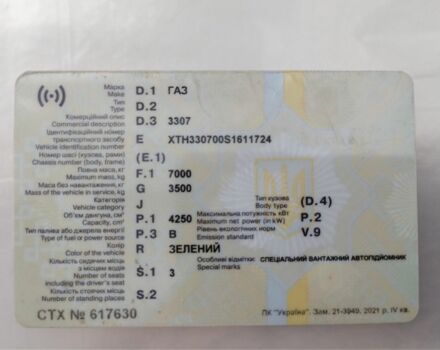 Марка
Make D.1 ГАЗ
Тип
Type D.2
Комерційний опис
Commercial description D.3 3307
Ідентифікаційний номер
транспортного засобу E XTH330700S1611724
Vehicle identification number
Номер шасі (кузова, рами) (E.1)
Chassis number (body, frame)
Повна маса, кг F.1 7000
Maximum mass, kg
Маса без навантаження, кг G 3500
Mass of the vehicle in service, kg
Категорія J Тип кузова (D.4)
Vehicle category Body type
Об'єм двигуна, см³ P.1 4250 Максимальна потужність кВт P.2
Capacity, cm³ Maximum net power (in kW)
Тип палива або джерела енергії P.3 B Рівень екологічних норм V.9
Type of fuel or power source Emission standard
Колір R ЗЕЛЕНИЙ
Color of the vehicle
Кількість сидячих місць Особливі відмітки: СПЕЦІАЛЬНИЙ ВАНТАЖНИЙ АВТОПІДЙОМНИК
з місцем водія S.1 3 Special marks
Number of seats
including the driver's seat
Кількість стоячих місць S.2
Number of standing places
СТХ № 617630 ПК "Україна". Зам. 21-3949. 2021 р. IV кв.